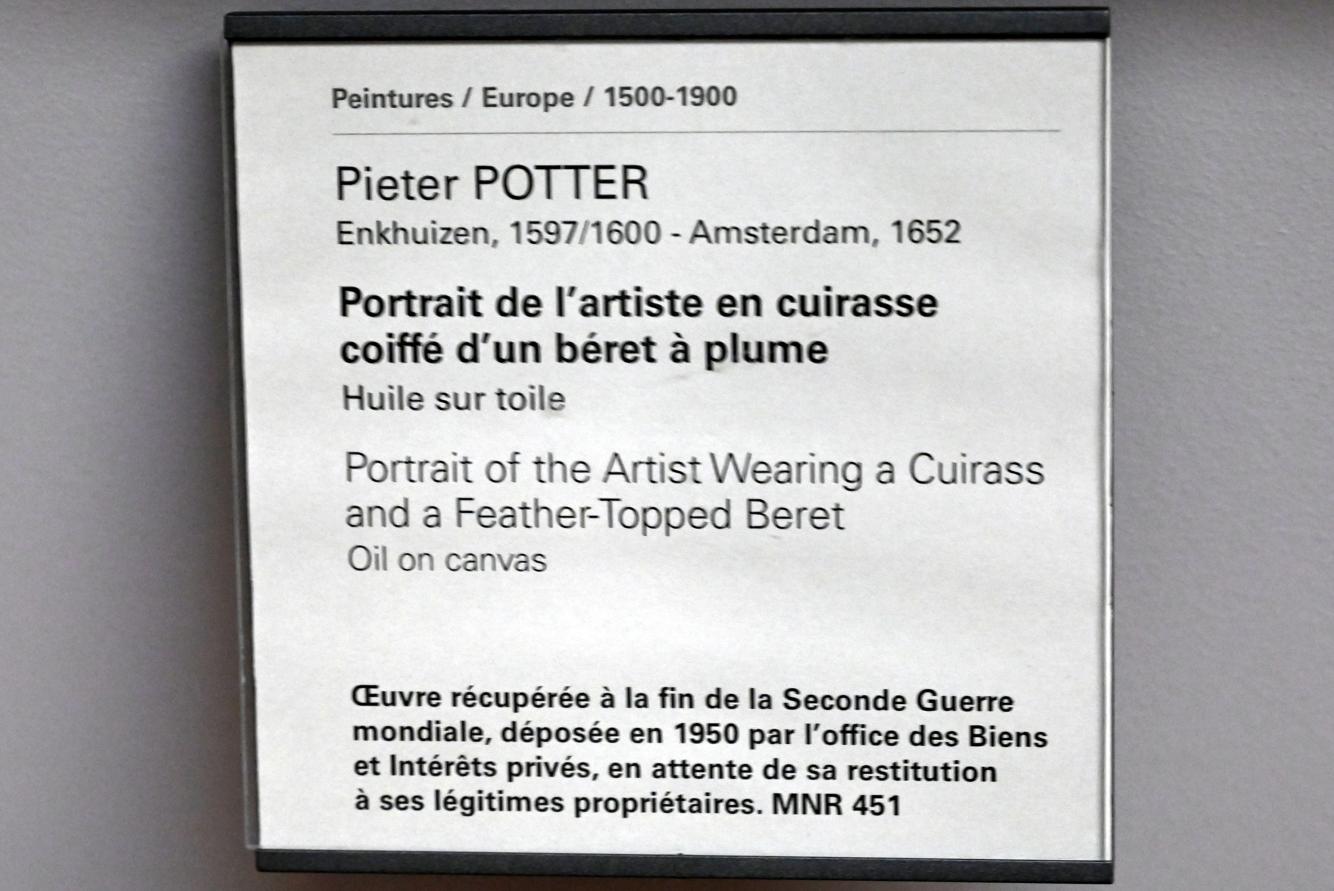 Peintures / Europe / 1500-1900
Pieter POTTER
Enkhuizen, 1597/1600 - Amsterdam, 1652
Portrait de l’artiste en cuirasse
coiffé d’un béret à plume
Huile sur toile
Portrait of the Artist Wearing a Cuirass
and a Feather-Topped Beret
Oil on canvas
Œuvre récupérée à la fin de la Seconde Guerre
mondiale, déposée en 1950 par l’office des Biens
et Intérêts privés, en attente de sa restitution
à ses légitimes propriétaires. MNR 451